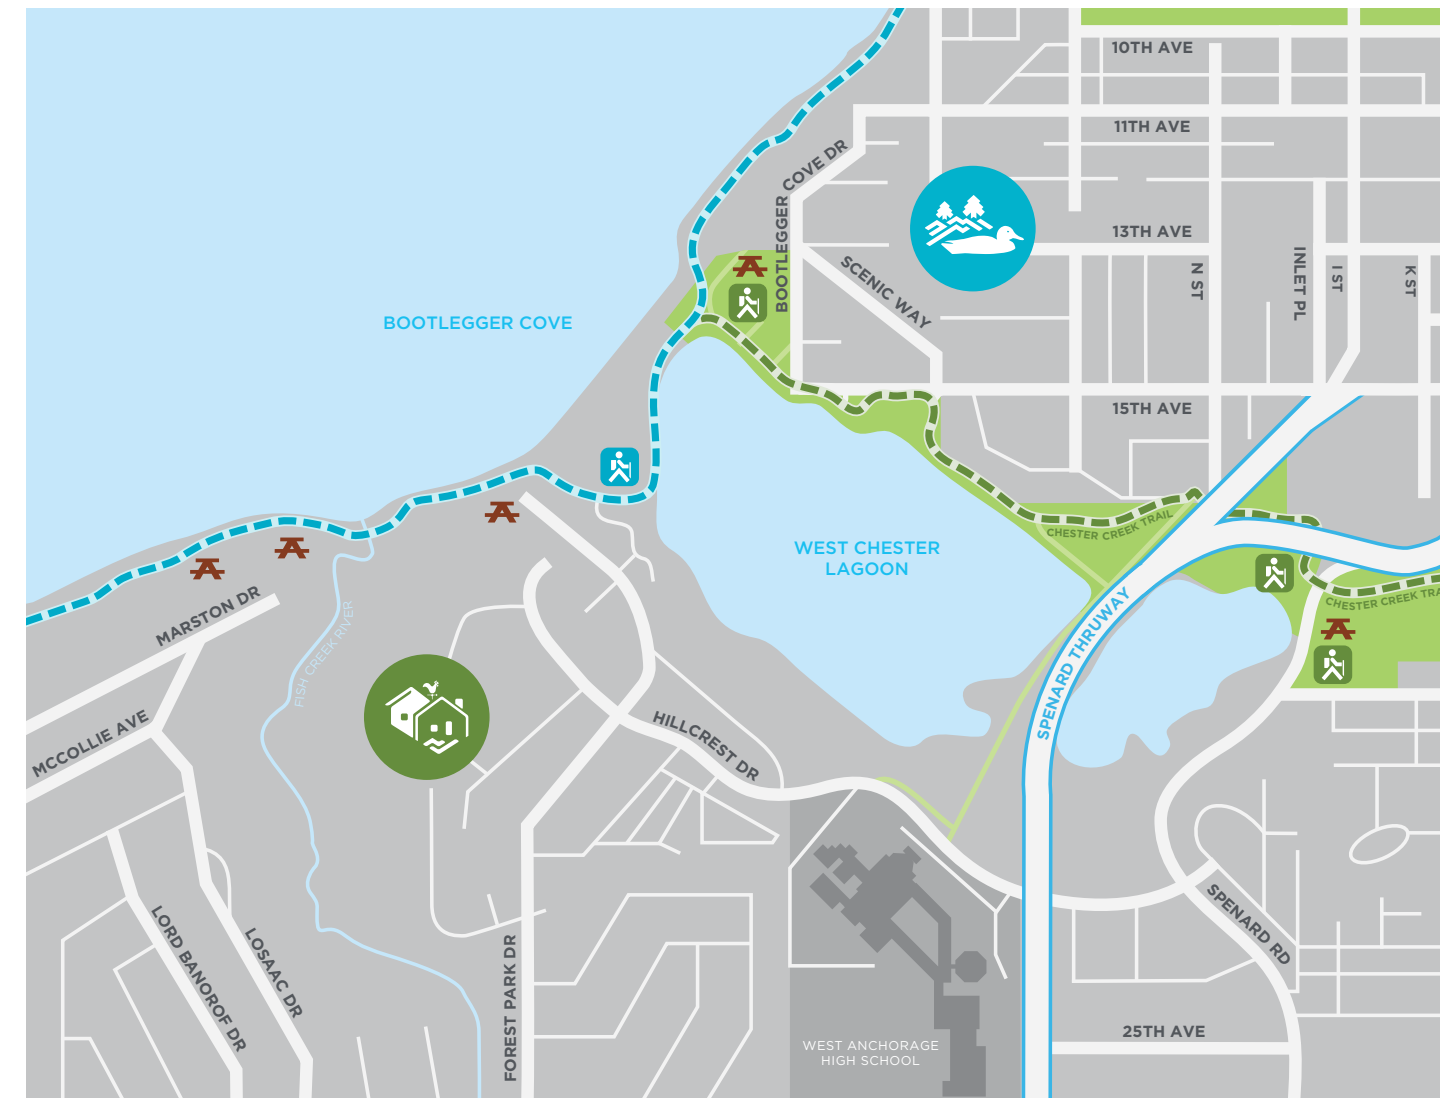 10TH AVE
11TH AVE
BOOTLEGGER COVE DR
13TH AVE
SCENIC WAY
N ST
INLET PL
I ST
K ST
BOOTLEGGER COVE
15TH AVE
CHESTER CREEK TRAIL
WEST CHESTER
LAGOON
CHESTER CREEK TRA
MARSTON DR
FISH CREEK RIVER
SPENARD THRUWAY
MCCOLLIE AVE
HILLCREST DR
SPENARD RD
LORD BANOROF DR
LOSAAC DR
FOREST PARK DR
25TH AVE
WEST ANCHORAGE
HIGH SCHOOL